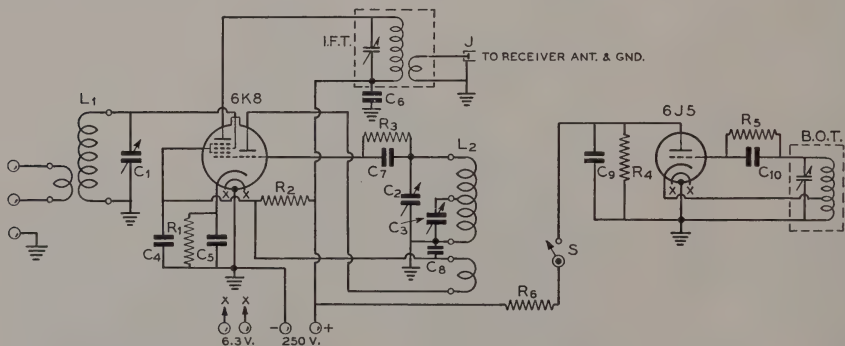 I.F.T.
J
TO RECEIVER ANT. & GND.
L1
6K8
C6
6J5
R5
B.O.T.
R3
L2
C1
C7
C2
R2
C3
C9
R4
C10
R1
C4
C5
C8
S
R6
X X
X X
X X
6.3 V.
- 250 V. +